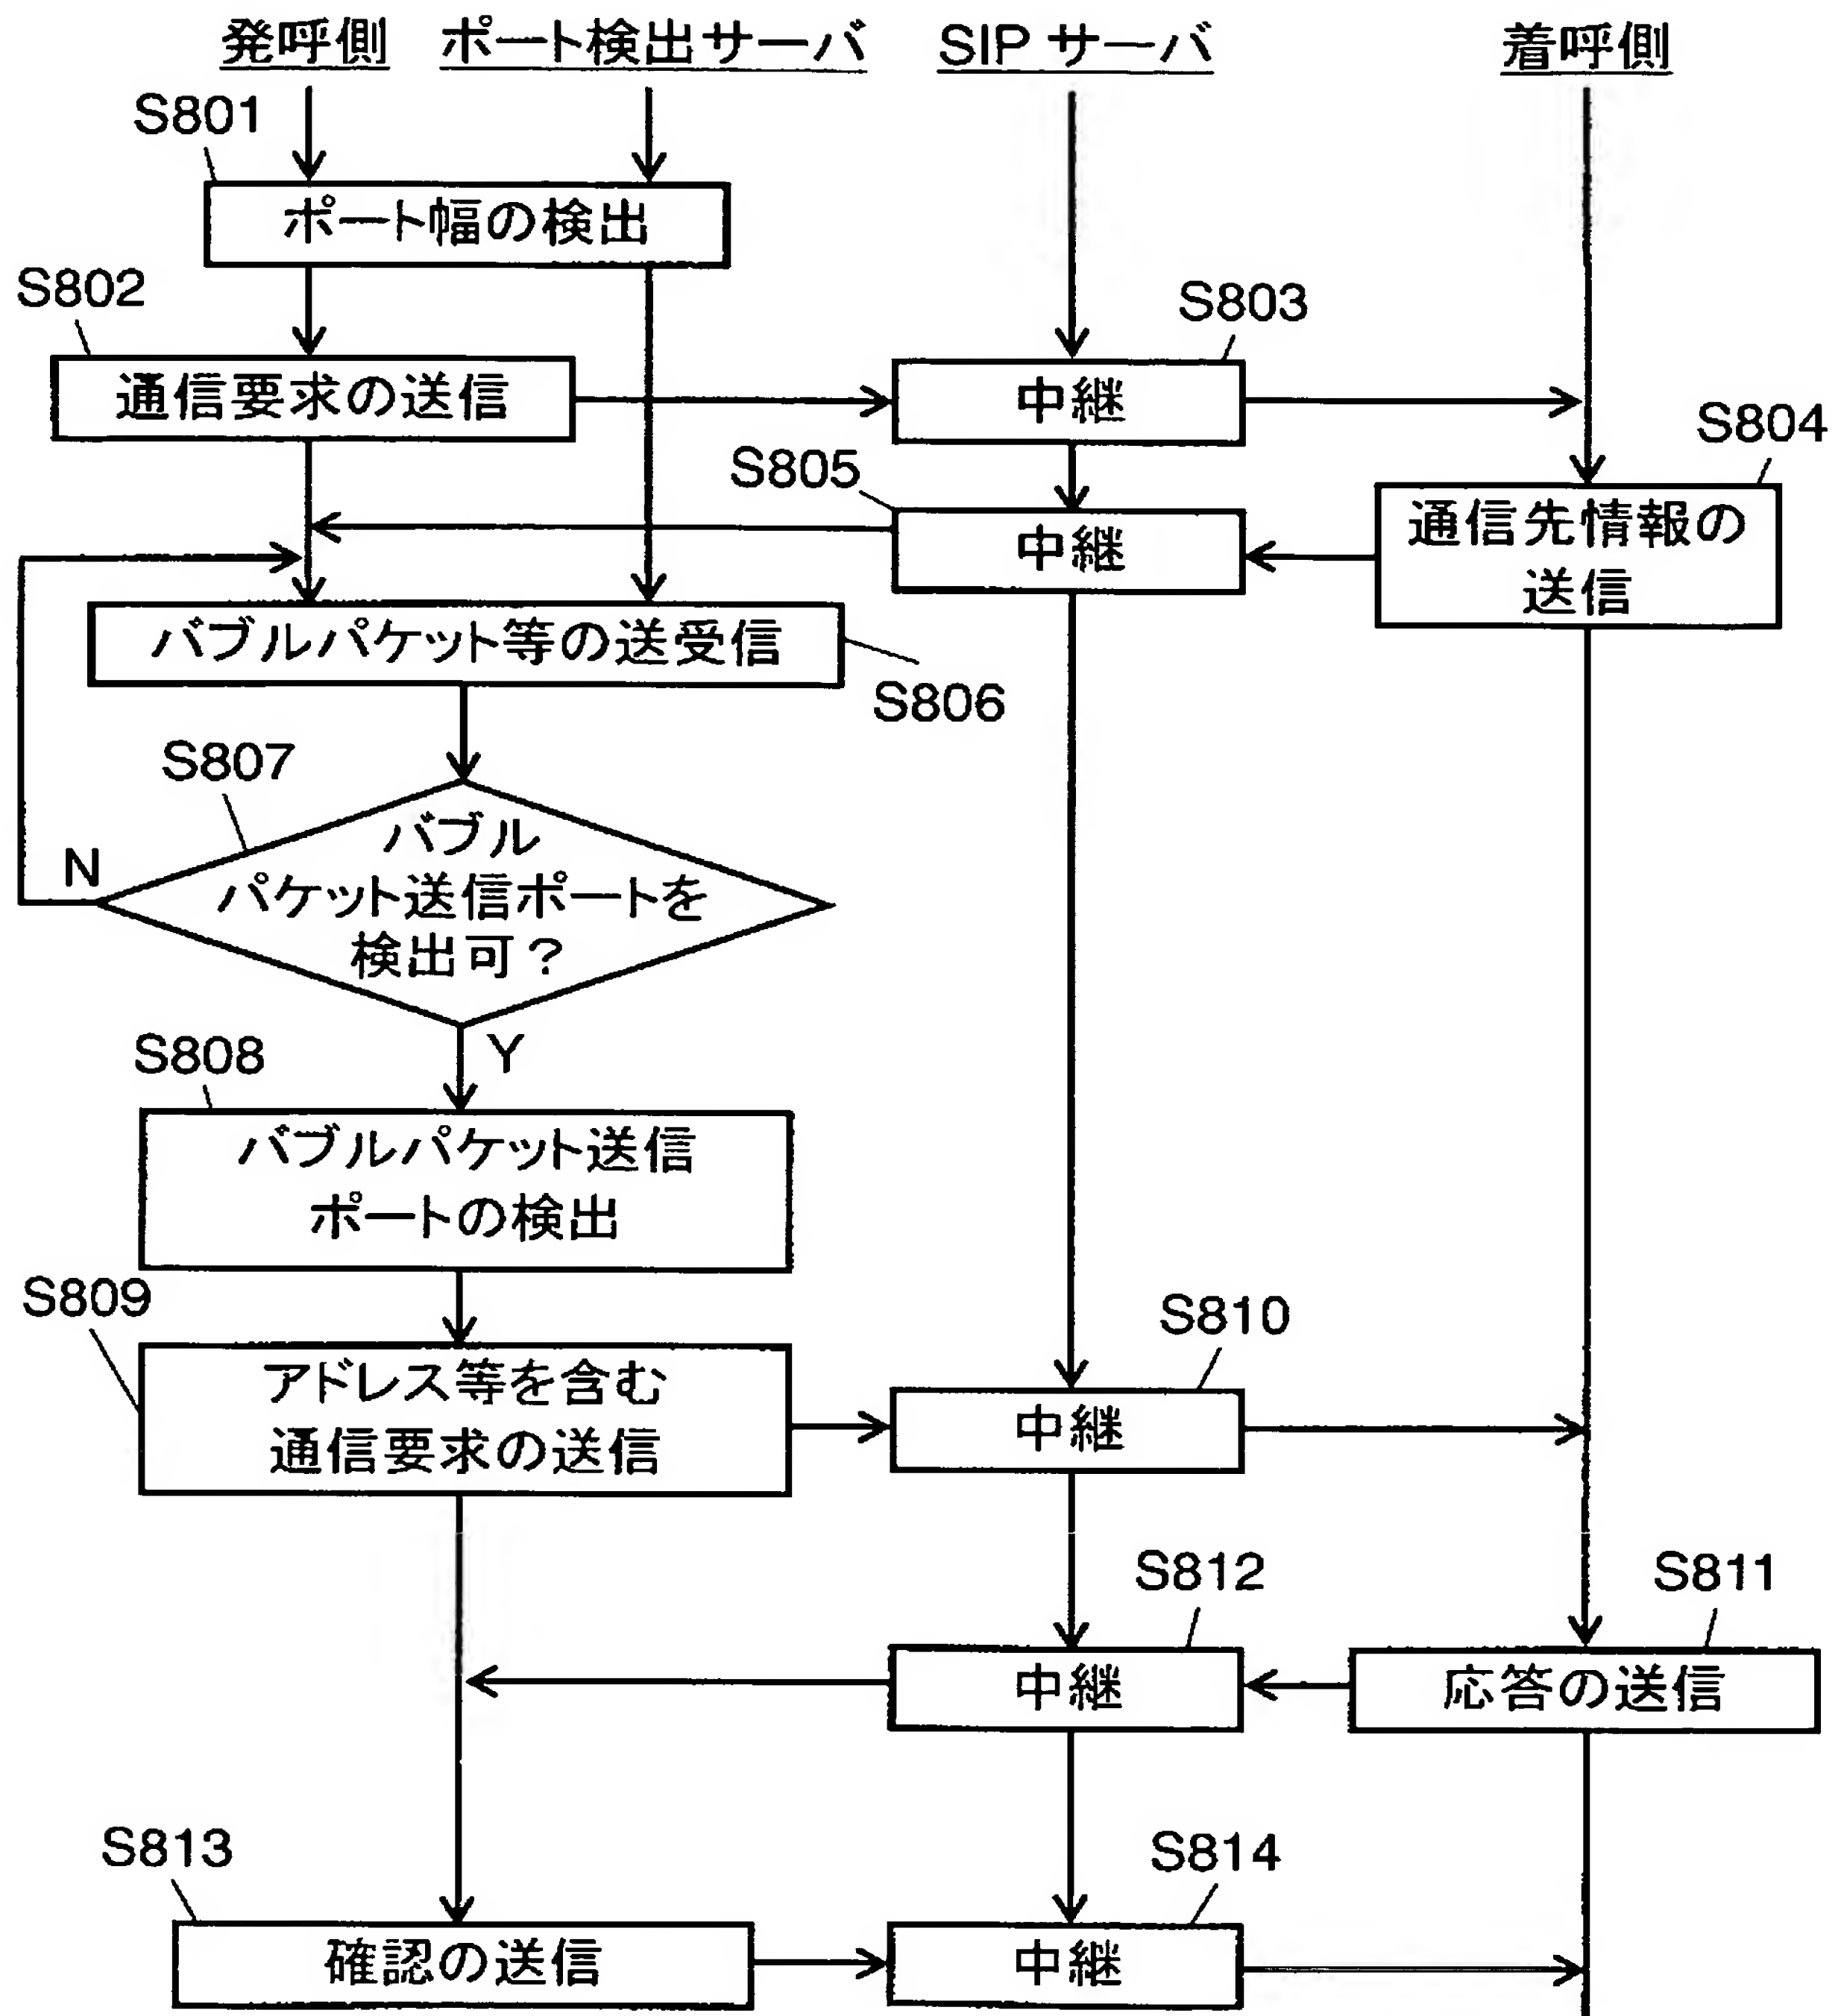 発呼側 ポート検出サーバ SIP サーバ 着呼側
S801
ポート幅の検出
S802
通信要求の送信
S803
中継
S804
通信先情報の
送信
S805
中継
バブルパケット等の送受信
S806
S807
バブル
パケット送信ポートを
検出可?
N
Y
S808
バブルパケット送信
ポートの検出
S809
アドレス等を含む
通信要求の送信
S810
中継
S811
応答の送信
S812
中継
S813
確認の送信
S814
中継